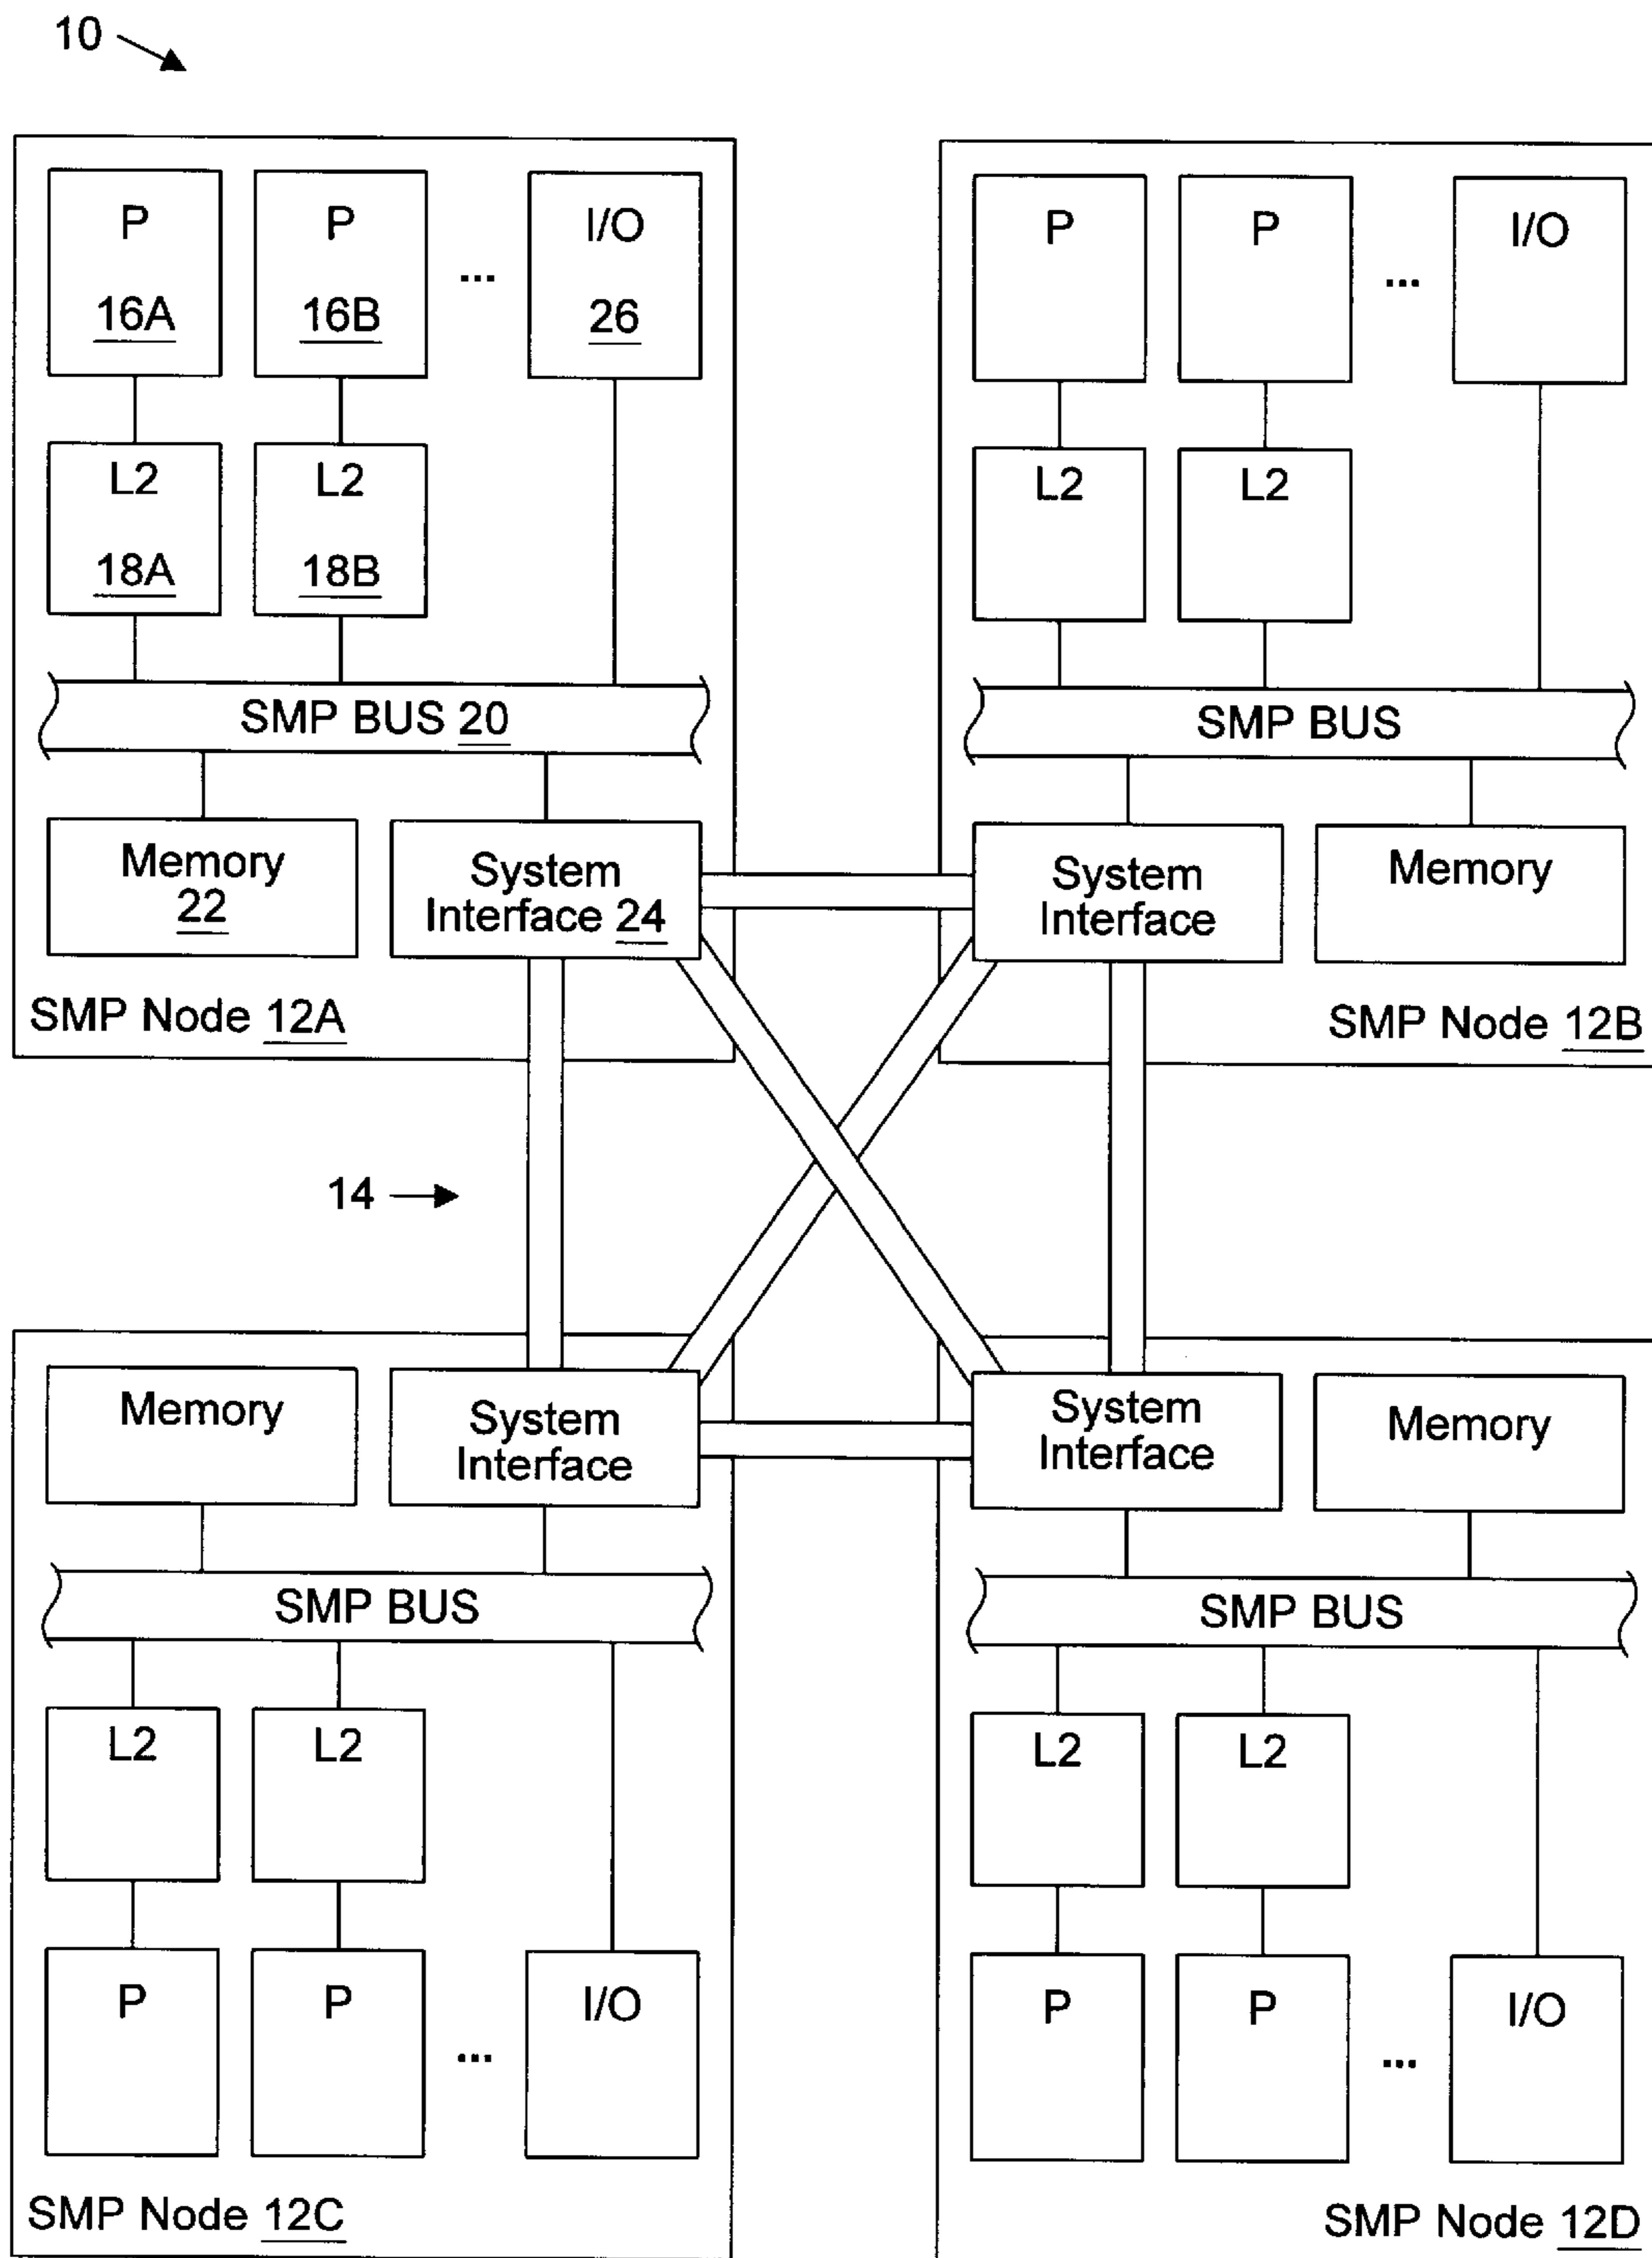 10
P
16A
P
16B
...
I/O
26
L2
18A
L2
18B
SMP BUS 20
Memory
22
System
Interface 24
SMP Node 12A
P
P
...
I/O
L2
L2
SMP BUS
System
Interface
Memory
SMP Node 12B
14
Memory
System
Interface
SMP BUS
L2
L2
P
P
...
I/O
SMP Node 12C
System
Interface
Memory
SMP BUS
L2
L2
P
P
...
I/O
SMP Node 12D